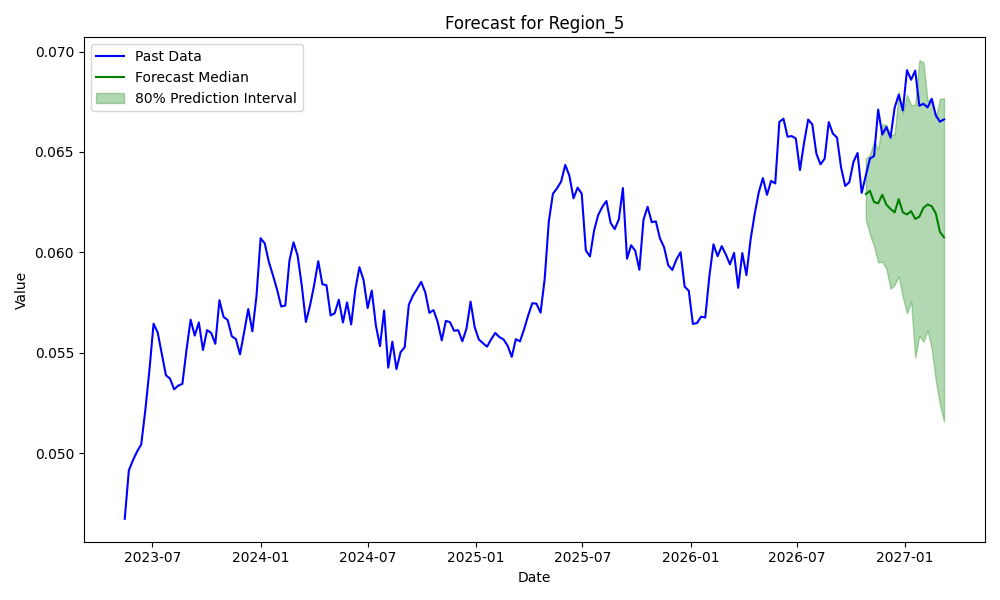 Forecast for Region_5
Past Data
Forecast Median
80% Prediction Interval
0.070
0.065
0.060
0.055
0.050
Value
2023-07
2024-01
2024-07
2025-01
2025-07
2026-01
2026-07
2027-01
Date